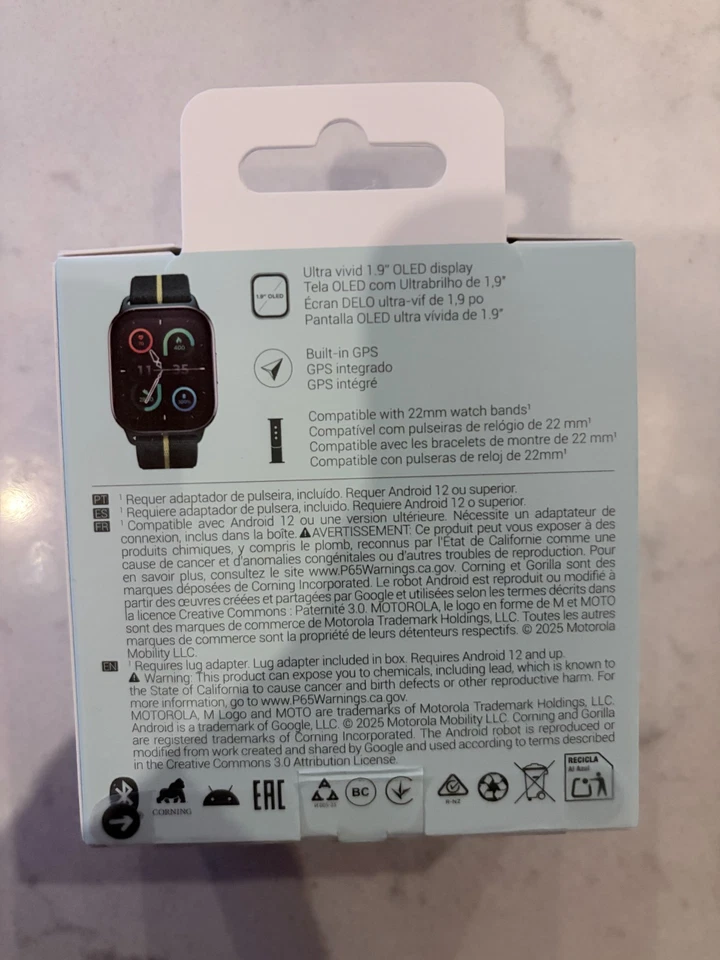 Ultra vivid 1.9" OLED display
Tela OLED com Ultrabrilho de 1,9"
Écran DELO ultra-vif de 1,9 po
Pantalla OLED ultra vívida de 1.9"
1.9" OLED
Built-in GPS
GPS integrado
GPS intégré
11 35
400
Compatible with 22mm watch bands¹
Compatível com pulseiras de relógio de 22 mm¹
Compatible avec les bracelets de montre de 22 mm¹
Compatible con pulseras de reloj de 22mm¹
PT ¹ Requer adaptador de pulseira, incluído. Requer Android 12 ou superior.
ES ¹ Requiere adaptador de pulsera, incluido. Requiere Android 12 o superior.
FR ¹ Compatible avec Android 12 ou une version ultérieure. Nécessite un adaptateur de
connexion, inclus dans la boîte. AVERTISSEMENT: Ce produit peut vous exposer à des
produits chimiques, y compris le plomb, reconnus par l'État de Californie comme une
cause de cancer et d'anomalies congénitales ou d'autres troubles de reproduction. Pour
en savoir plus, consultez le site www.P65Warnings.ca.gov. Corning et Gorilla sont des
marques déposées de Corning Incorporated. Le robot Android est reproduit ou modifié à
partir des œuvres créées et partagées par Google et utilisées selon les termes décrits dans
la licence Creative Commons : Paternité 3.0. MOTOROLA, le logo en forme de M et MOTO
sont des marques de commerce de Motorola Trademark Holdings, LLC. Toutes les autres
marques de commerce sont la propriété de leurs détenteurs respectifs. © 2025 Motorola
Mobility LLC.
EN ¹ Requires lug adapter. Lug adapter included in box. Requires Android 12 and up.
Warning: This product can expose you to chemicals, including lead, which is known to
the State of California to cause cancer and birth defects or other reproductive harm. For
more information, go to www.P65Warnings.ca.gov.
MOTOROLA, M Logo and MOTO are trademarks of Motorola Trademark Holdings, LLC.
Android is a trademark of Google, LLC. © 2025 Motorola Mobility LLC. Corning and Gorilla
are registered trademarks of Corning Incorporated. The Android robot is reproduced or
modified from work created and shared by Google and used according to terms described
in the Creative Commons 3.0 Attribution License.
CORNING
EAC
BC
R-NZ
RECICLA
Al Azul